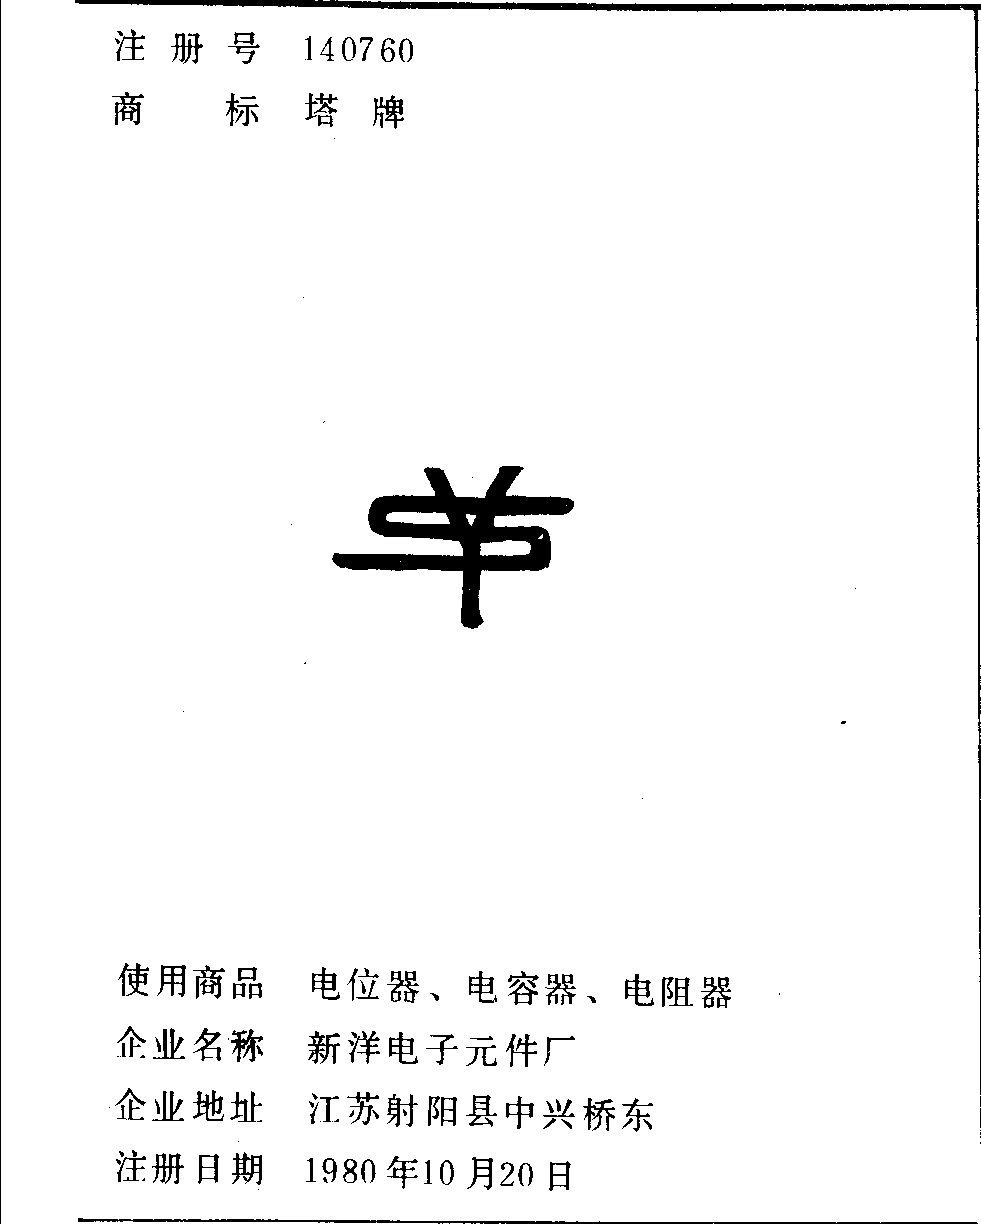 注册号 140760
商标 塔牌
使用商品 电位器、电容器、电阻器
企业名称 新洋电子元件厂
企业地址 江苏射阳县中兴桥东
注册日期 1980年10月20日